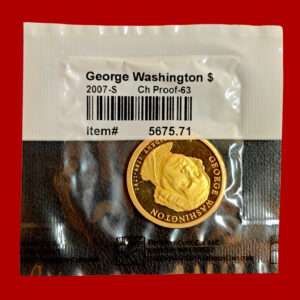 George Washington $
2007-S Ch Proof-63
Item# 5675.71
GEORGE WASHINGTON